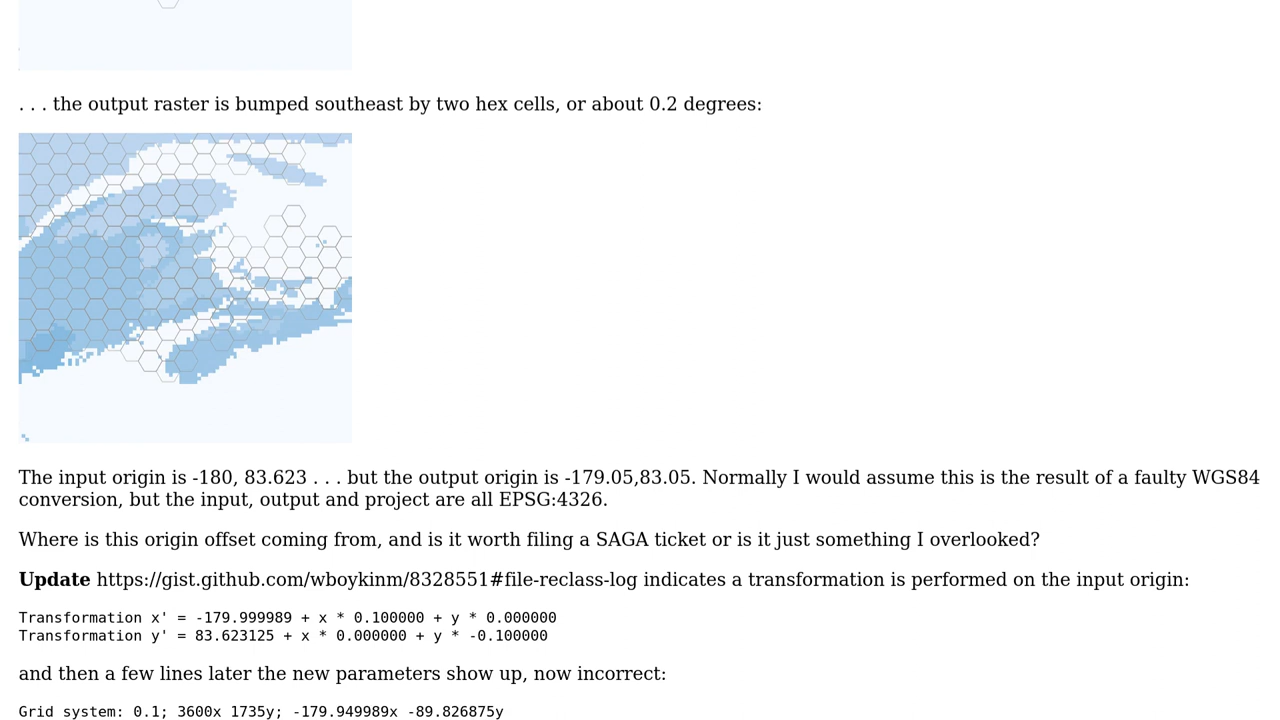 . . . the output raster is bumped southeast by two hex cells, or about 0.2 degrees:
The input origin is -180, 83.623 . . . but the output origin is -179.05,83.05. Normally I would assume this is the result of a faulty WGS84
conversion, but the input, output and project are all EPSG:4326.
Where is this origin offset coming from, and is it worth filing a SAGA ticket or is it just something I overlooked?
Update https://gist.github.com/wboykinm/8328551#file-reclass-log indicates a transformation is performed on the input origin:
Transformation x' = -179.999989 + x * 0.100000 + y * 0.000000
Transformation y' = 83.623125 + x * 0.000000 + y * -0.100000
and then a few lines later the new parameters show up, now incorrect:
Grid system: 0.1; 3600x 1735y; -179.949989x -89.826875y